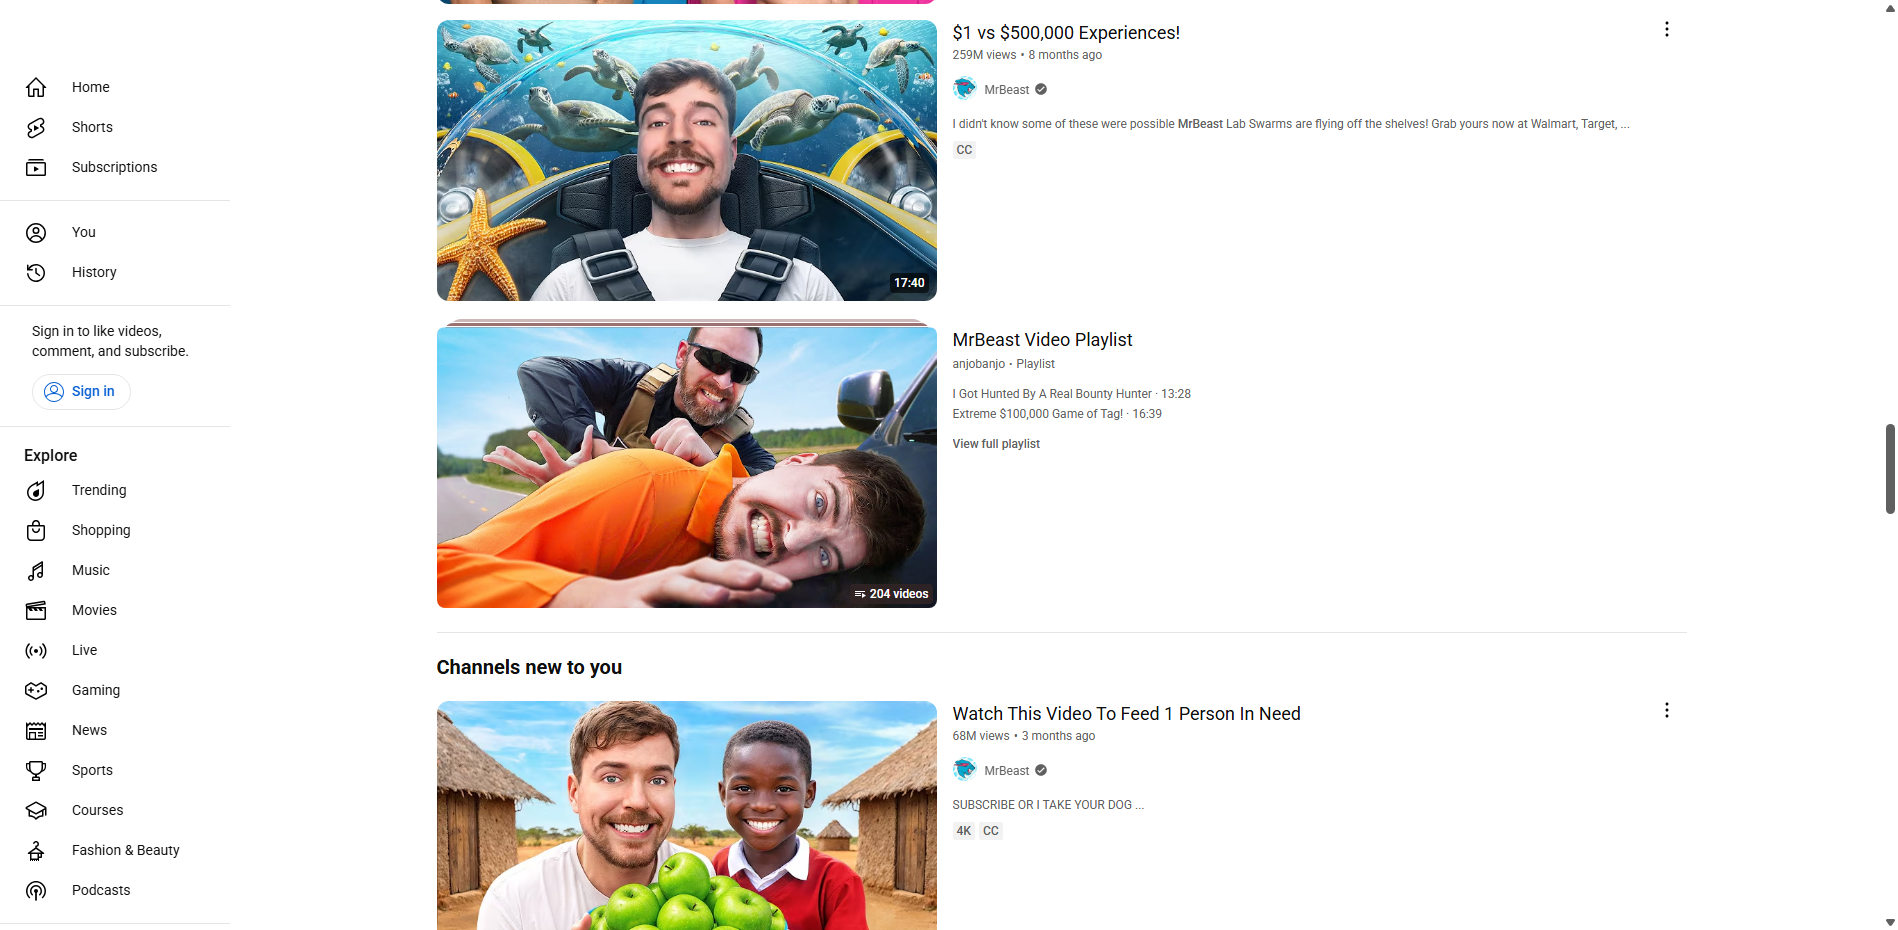 Home
Shorts
Subscriptions
You
History
Sign in to like videos,
comment, and subscribe.
Sign in
Explore
Trending
Shopping
Music
Movies
Live
Gaming
News
Sports
Courses
Fashion & Beauty
Podcasts
17:40
$1 vs $500,000 Experiences!
259M views • 8 months ago
MrBeast
I didn't know some of these were possible MrBeast Lab Swarms are flying off the shelves! Grab yours now at Walmart, Target, ...
CC
204 videos
MrBeast Video Playlist
anjobanjo • Playlist
I Got Hunted By A Real Bounty Hunter · 13:28
Extreme $100,000 Game of Tag! · 16:39
View full playlist
Channels new to you
Watch This Video To Feed 1 Person In Need
68M views • 3 months ago
MrBeast
SUBSCRIBE OR I TAKE YOUR DOG ...
4K CC